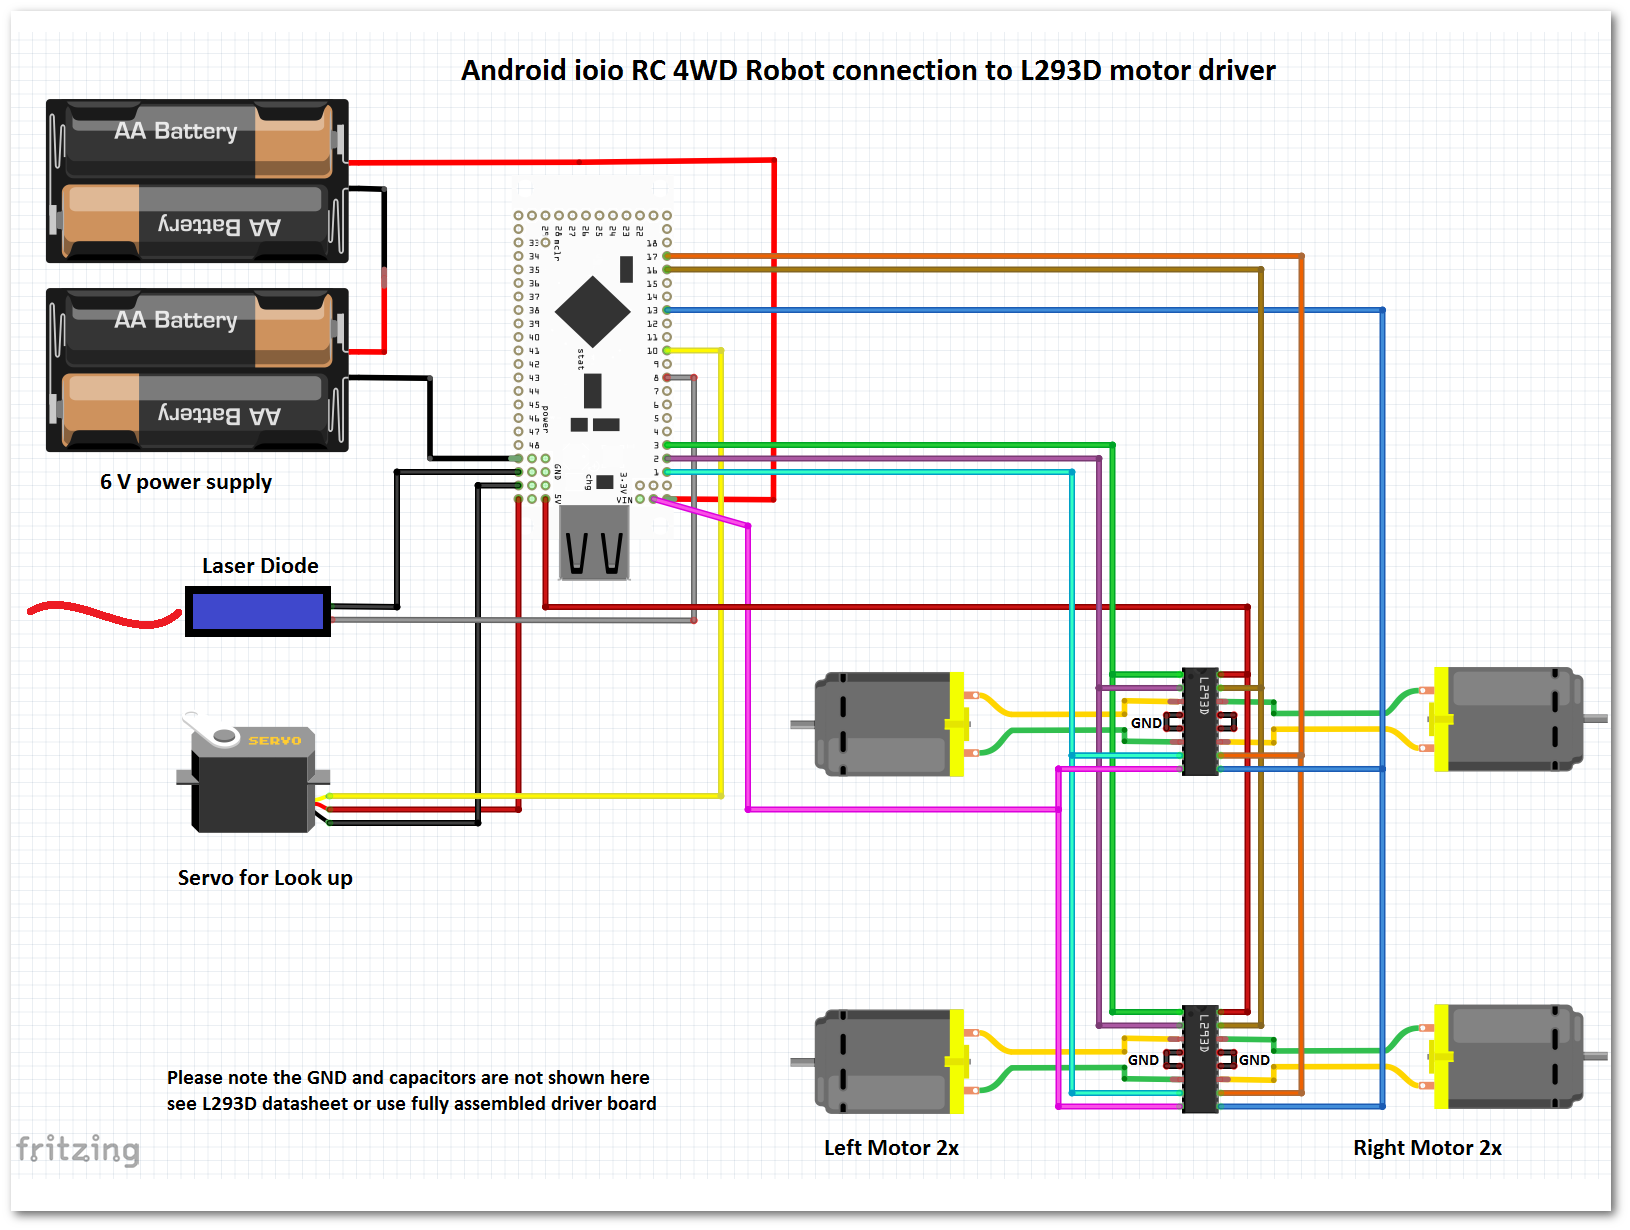 Android ioio RC 4WD Robot connection to L293D motor driver
AA Battery
AA Battery
AA Battery
AA Battery
6 V power supply
Laser Diode
SERVO
Servo for Look up
29 28 27 26 25 24 23 22
mclr
33
34
35
36
37
38
39
40
41
42
43
44
45
46
47
48
18
17
16
15
14
13
12
11
10
9
8
7
6
5
4
3
2
1
stat
power
GND
5V
chg
3.3V
VIN
L293D
GND
L293D
GND
GND
Please note the GND and capacitors are not shown here
see L293D datasheet or use fully assembled driver board
Left Motor 2x
Right Motor 2x
fritzing